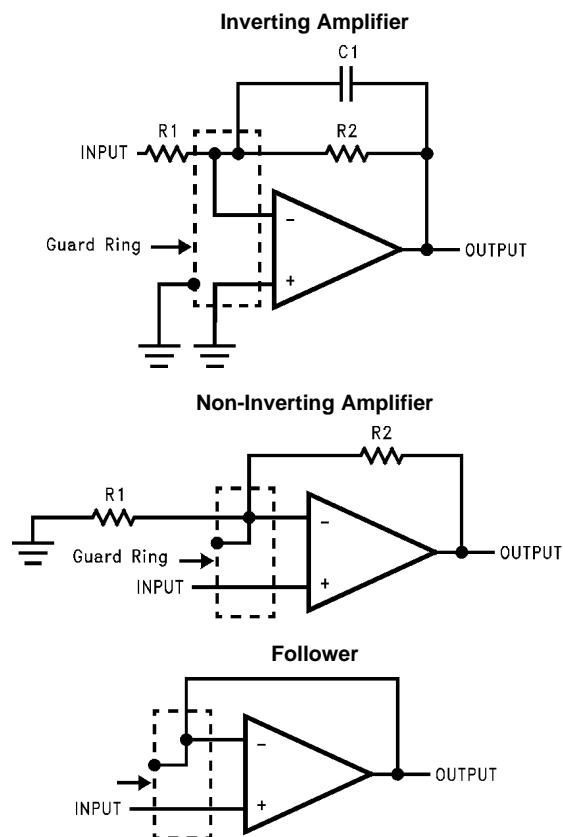 Inverting Amplifier
C1
R1
R2
INPUT
-
Guard Ring
OUTPUT
+
Non-Inverting Amplifier
R2
R1
-
Guard Ring
OUTPUT
INPUT
+
Follower
-
OUTPUT
INPUT
+